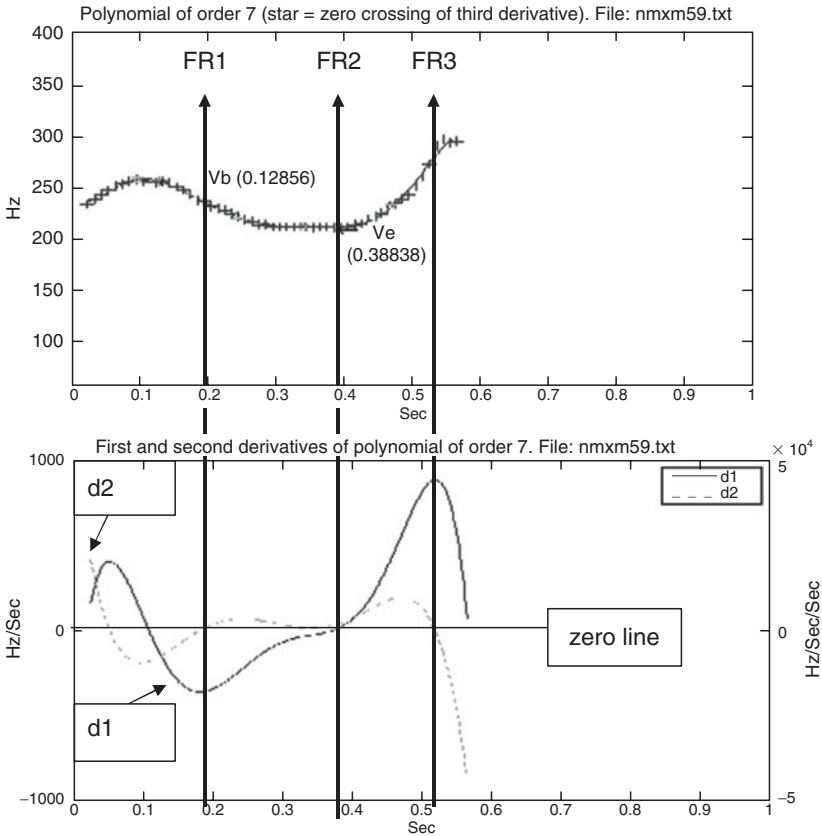 Polynomial of order 7 (star = zero crossing of third derivative). File: nmxm59.txt
400
350
300
250
200
150
100
Hz
FR1
FR2
FR3
Vb (0.12856)
Ve
(0.38838)
0 0.1 0.2 0.3 0.4 0.5 0.6 0.7 0.8 0.9 1
Sec
First and second derivatives of polynomial of order 7. File: nmxm59.txt
1000
0
−1000
Hz/Sec
× 10⁴
5
0
−5
Hz/Sec/Sec
d2
d1
d1
d2
zero line
0 0.1 0.2 0.3 0.4 0.5 0.6 0.7 0.8 0.9 1
Sec